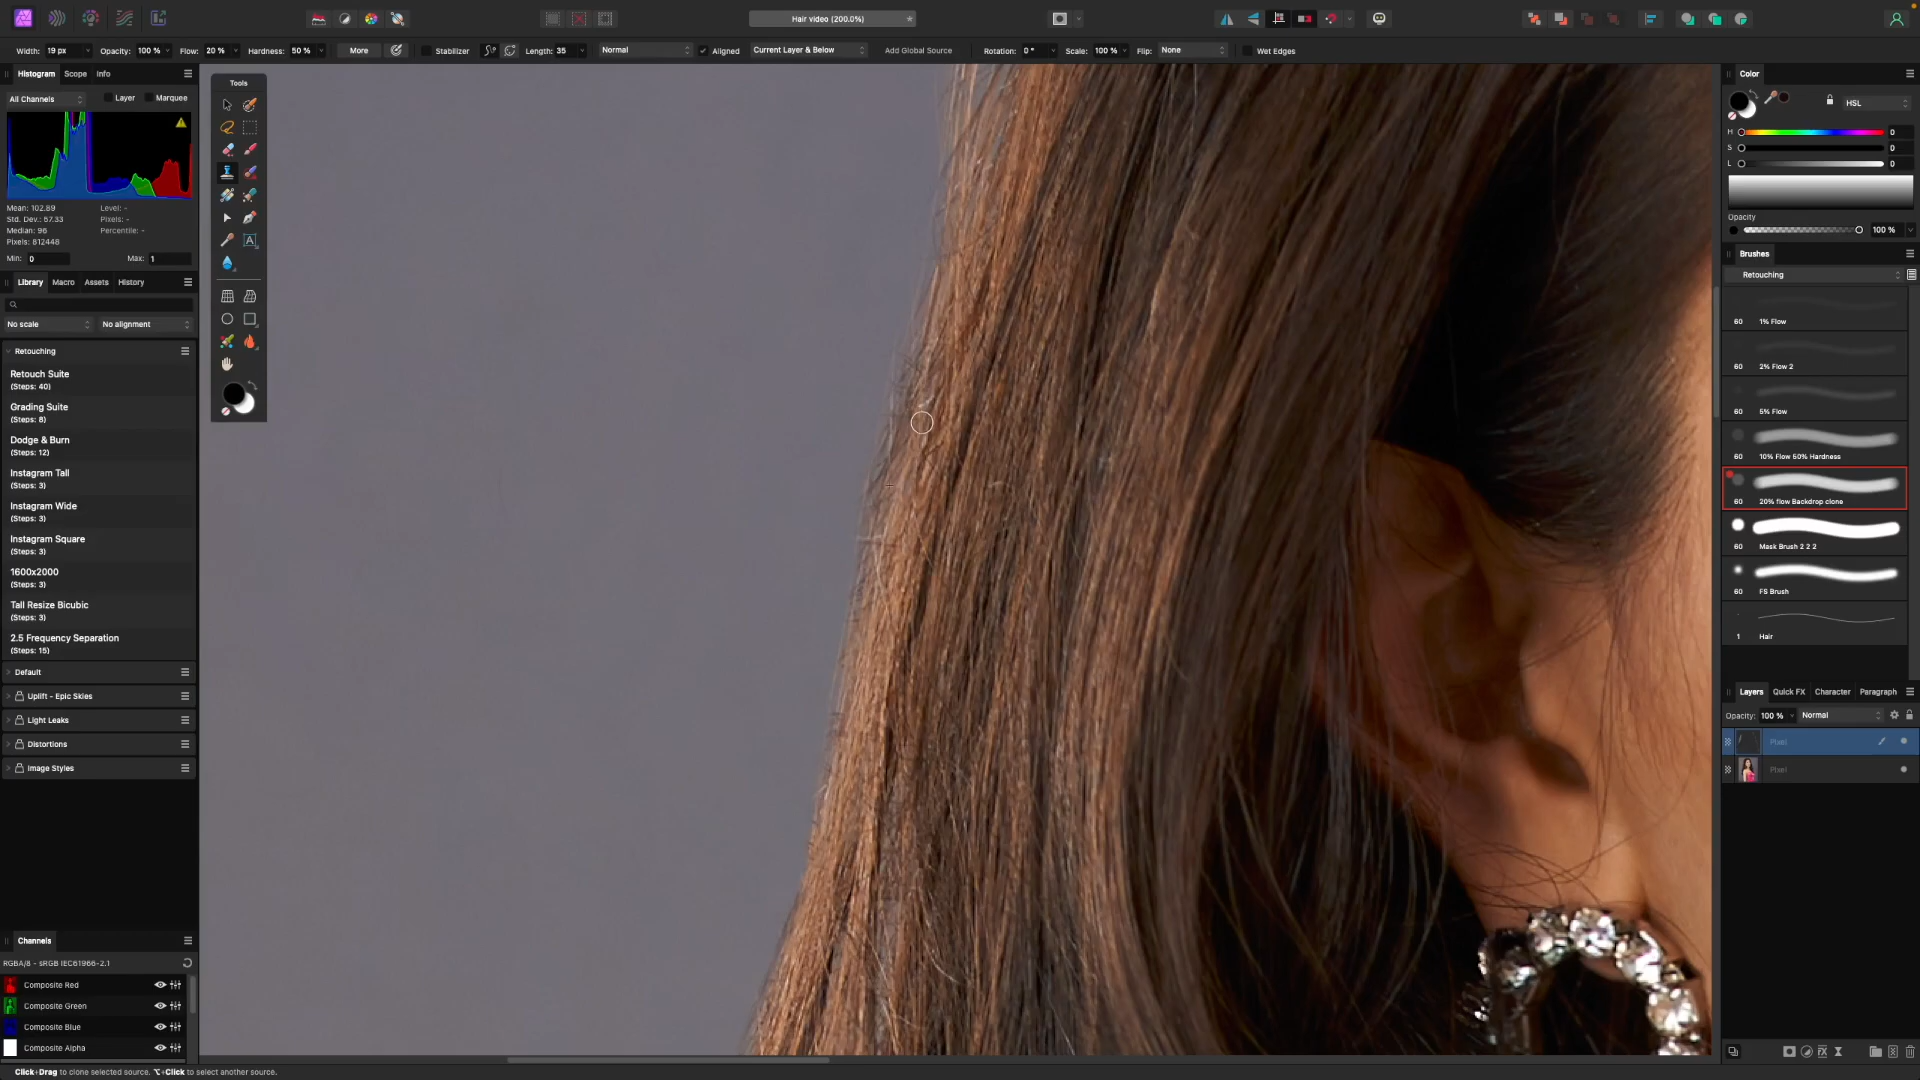 Hair video (200.0%)
Width: 19 px Opacity: 100 % Flow: 20 % Hardness: 50 % More Stabilizer Length: 35 Normal Aligned Current Layer & Below Add Global Source Rotation: 0 ° Scale: 100 % Flip: None Wet Edges
Histogram Scope Info
All Channels Layer Marquee
Mean: 102.89 Level: -
Std. Dev.: 57.33 Pixels: -
Median: 96 Percentile: -
Pixels: 812448
Min: 0 Max: 1
Library Macro Assets History
No scale No alignment
Retouching
Retouch Suite
(Steps: 40)
Grading Suite
(Steps: 8)
Dodge & Burn
(Steps: 12)
Instagram Tall
(Steps: 3)
Instagram Wide
(Steps: 3)
Instagram Square
(Steps: 3)
1600x2000
(Steps: 3)
Tall Resize Bicubic
(Steps: 3)
2.5 Frequency Separation
(Steps: 15)
Default
Uplift - Epic Skies
Light Leaks
Distortions
Image Styles
Channels
RGBA/8 - sRGB IEC61966-2.1
Composite Red
Composite Green
Composite Blue
Composite Alpha
Click+Drag to clone selected source. ⌥+Click to select another source.
Tools
A
Color
HSL
H 0
S 0
L 0
Opacity
100 %
Brushes
Retouching
60 1% Flow
60 2% Flow 2
60 5% Flow
60 10% Flow 50% Hardness
60 20% flow Backdrop clone
60 Mask Brush 2 2 2
60 FS Brush
1 Hair
Layers Quick FX Character Paragraph
Opacity: 100 % Normal
Pixel
Pixel